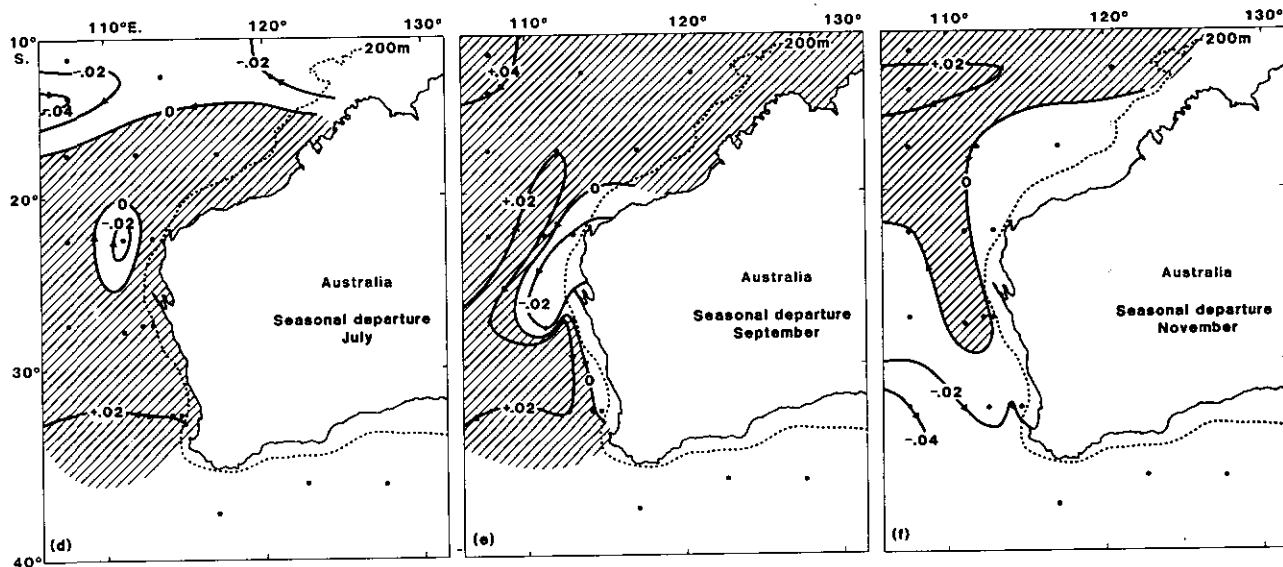 110°E. 120° 130°
10°
S.
20°
30°
40°
200m
-.02
-.02
-.04
0
0
-.02
Australia
Seasonal departure
July
+.02
(d)
110° 120° 130°
200m
+.04
0
+.02
-.02
Australia
Seasonal departure
September
0
+.02
(e)
110° 120° 130°
200m
+.02
0
Australia
Seasonal departure
November
-.02
-.04
(f)